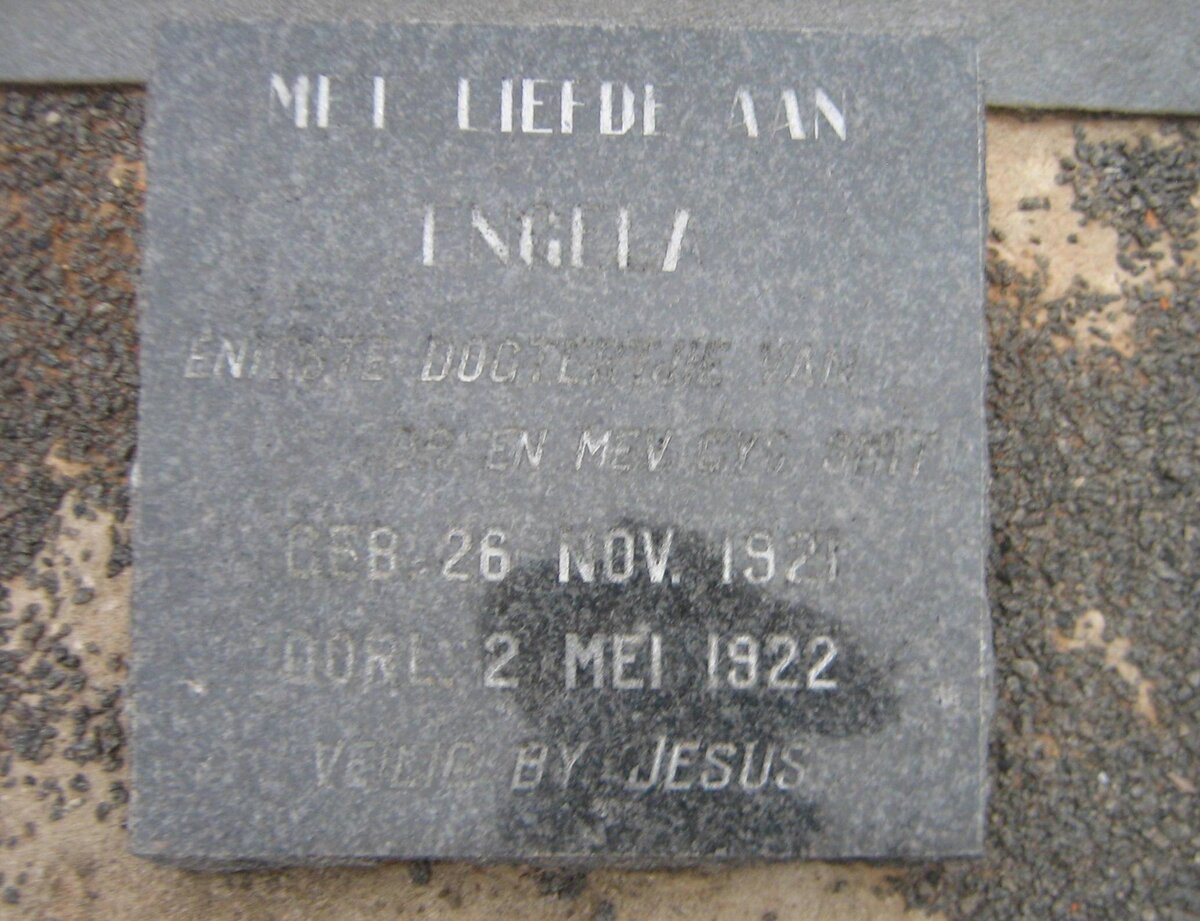 MET LIEFDE AAN
ENGELA
ENIGSTE DOGTERTJIE VAN
DR. EN MEV. GYS SMIT
GEB. 26 NOV. 1921
OORL. 2 MEI 1922
VEILIG BY JESUS